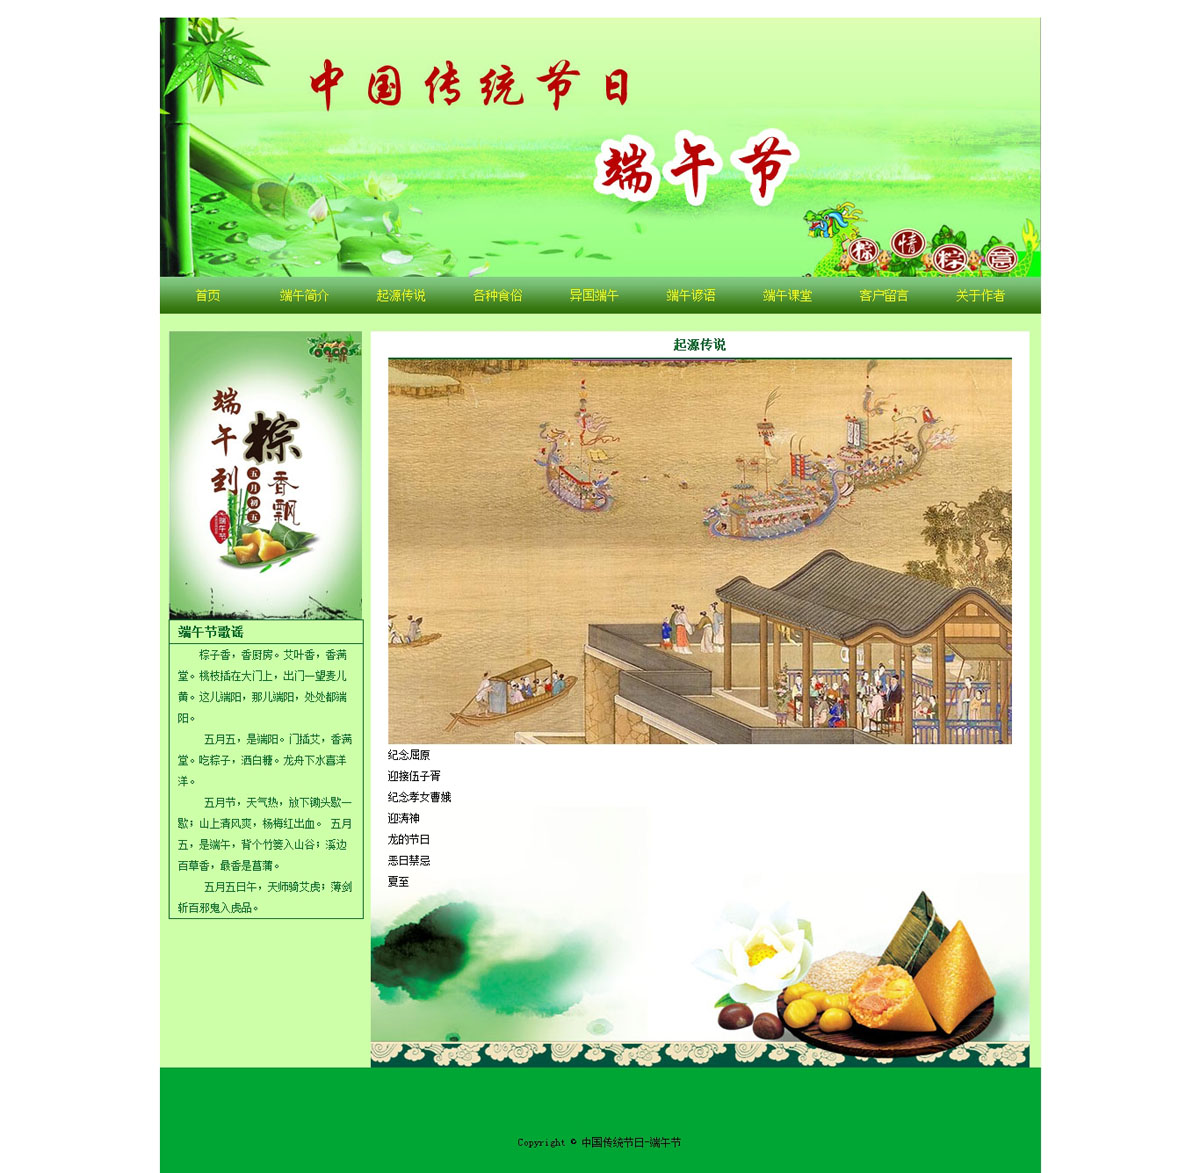 中国传统节日
端午节
粽情粽意
首页 端午简介 起源传说 各种食俗 异国端午 端午谚语 端午课堂 客户留言 关于作者
端午到
粽香飘
五月初五
端午节
端午节歌谣
粽子香，香厨房。艾叶香，香满
堂。桃枝插在大门上，出门一望麦儿
黄。这儿端阳，那儿端阳，处处都端
阳。
五月五，是端阳。门插艾，香满
堂。吃粽子，洒白糖。龙舟下水喜洋
洋。
五月节，天气热，放下锄头歇一
歇；山上清风爽，杨梅红出血。 五月
五，是端午，背个竹篓入山谷；溪边
百草香，最香是菖蒲。
五月五日午，天师骑艾虎；薄剑
斩百邪鬼入虎品。
起源传说
纪念屈原
迎接伍子胥
纪念孝女曹娥
迎涛神
龙的节日
恶日禁忌
夏至
Copyright © 中国传统节日-端午节